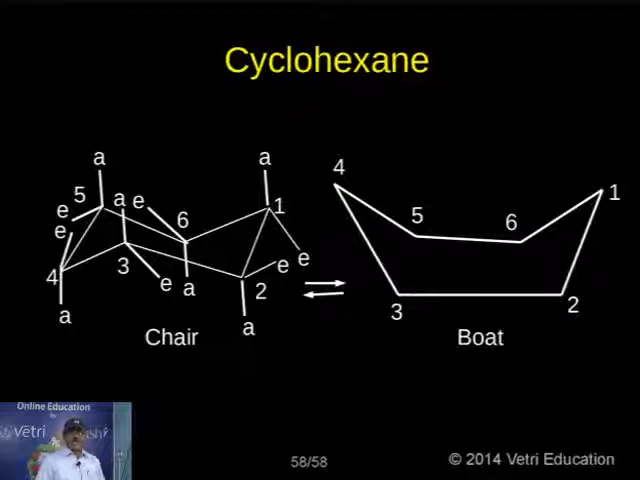 Cyclohexane
a
a
4
5
a
e
1
e
6
5
6
1
e
3
e
e
4
e
a
2
a
3
2
a
Chair
Boat
Online Education
by
Vetri
58/58
© 2014 Vetri Education